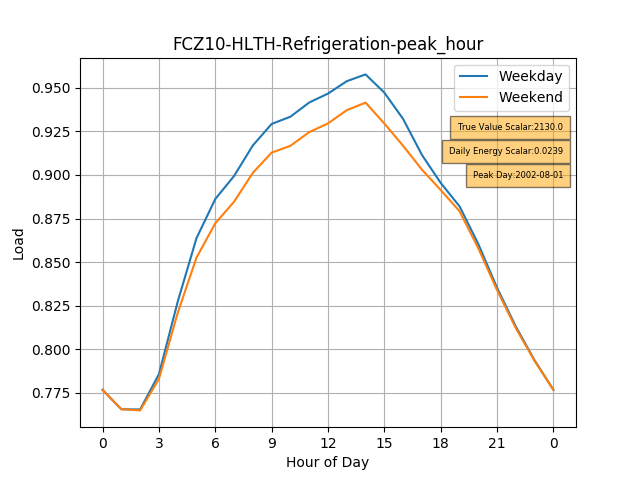 FCZ10-HLTH-Refrigeration-peak_hour
Weekday
Weekend
True Value Scalar:2130.0
Daily Energy Scalar:0.0239
Peak Day:2002-08-01
0.950
0.925
0.900
0.875
0.850
0.825
0.800
0.775
Load
0 3 6 9 12 15 18 21 0
Hour of Day